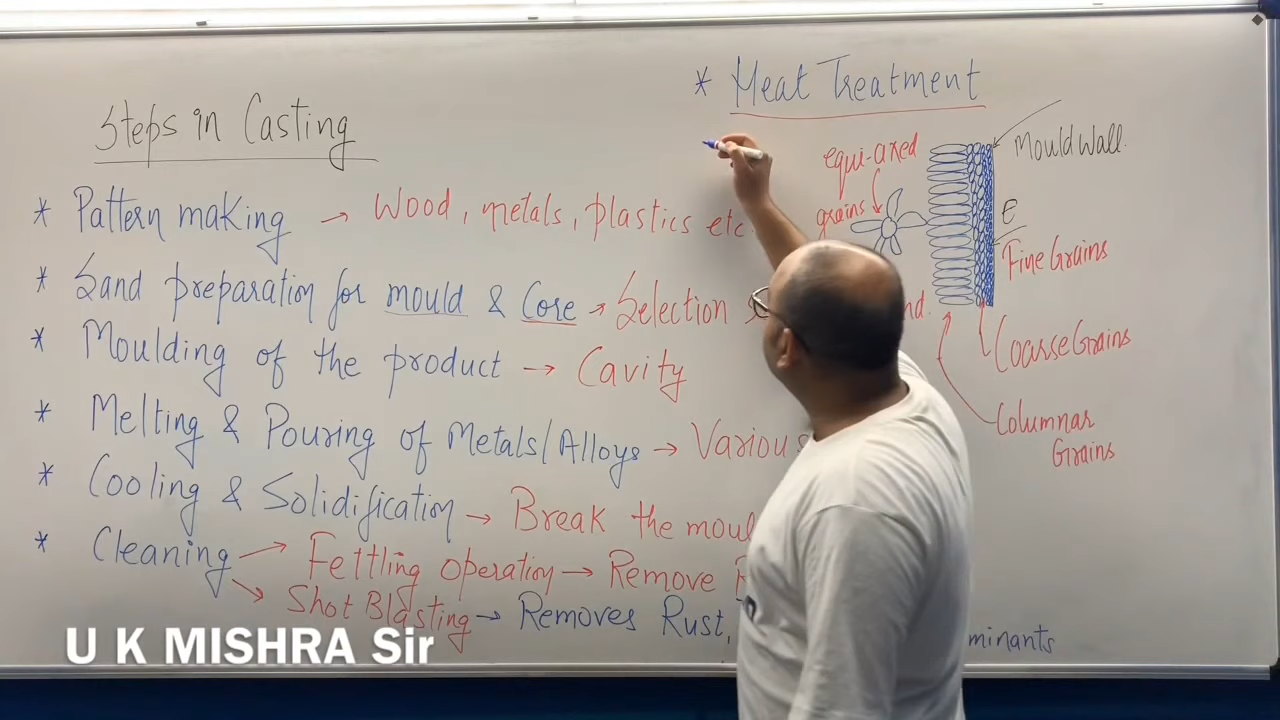 Steps in Casting
* Pattern making → Wood, metals, plastics etc.
* Sand preparation for mould & Core → Selection
* Moulding of the product → Cavity
* Melting & Pouring of Metals/Alloys → Various
* Cooling & Solidification → Break the moul
* Cleaning → Fettling operation → Remove
→ Shot Blasting → Removes Rust, minants
* Heat Treatment
equi-axed
grains
Mould Wall
Fine Grains
Coarse Grains
Columnar
Grains
U K MISHRA Sir